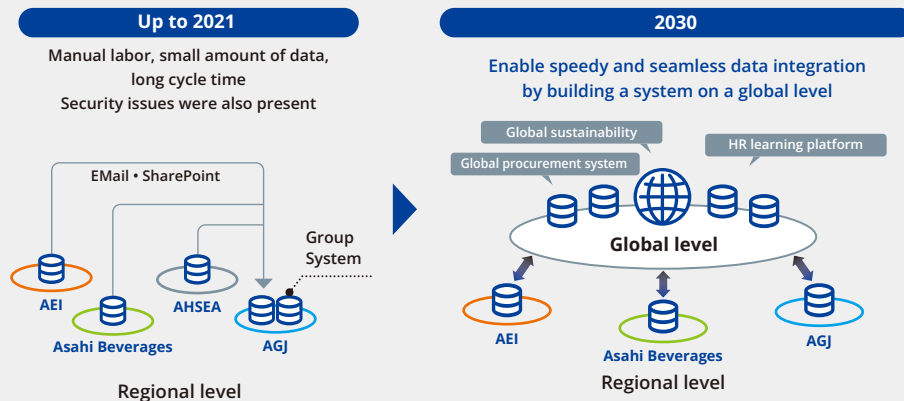 Up to 2021
Manual labor, small amount of data,
long cycle time
Security issues were also present
EMail • SharePoint
Group
System
AEI
AHSEA
Asahi Beverages
AGJ
Regional level
2030
Enable speedy and seamless data integration
by building a system on a global level
Global sustainability
HR learning platform
Global procurement system
Global level
AEI
Asahi Beverages
AGJ
Regional level